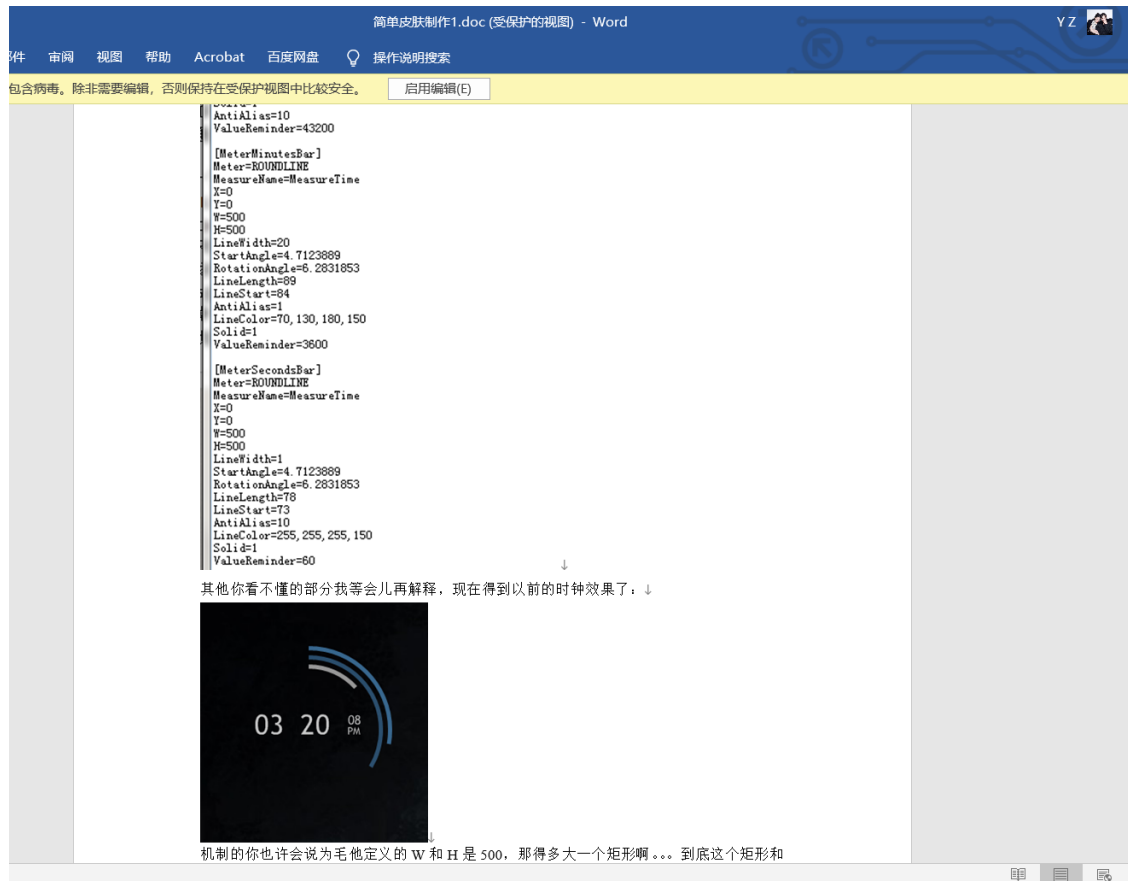 简单皮肤制作1.doc (受保护的视图) - Word
Y Z
审阅 视图 帮助 Acrobat 百度网盘 操作说明搜索
包含病毒。除非需要编辑，否则保持在受保护视图中比较安全。 启用编辑(E)
AntiAlias=10
ValueReminder=43200
[MeterMinutesBar]
Meter=ROUNDLINE
MeasureName=MeasureTime
X=0
Y=0
W=500
H=500
LineWidth=20
StartAngle=4.7123889
RotationAngle=6.2831853
LineLength=89
LineStart=84
AntiAlias=1
LineColor=70,130,180,150
Solid=1
ValueReminder=3600
[MeterSecondsBar]
Meter=ROUNDLINE
MeasureName=MeasureTime
X=0
Y=0
W=500
H=500
LineWidth=1
StartAngle=4.7123889
RotationAngle=6.2831853
LineLength=78
LineStart=73
AntiAlias=10
LineColor=255,255,255,150
Solid=1
ValueReminder=60
其他你看不懂的部分我等会儿再解释，现在得到以前的时钟效果了：
03 20 08
PM
机制的你也许会说为毛他定义的 W 和 H 是 500，那得多大一个矩形啊。。。到底这个矩形和